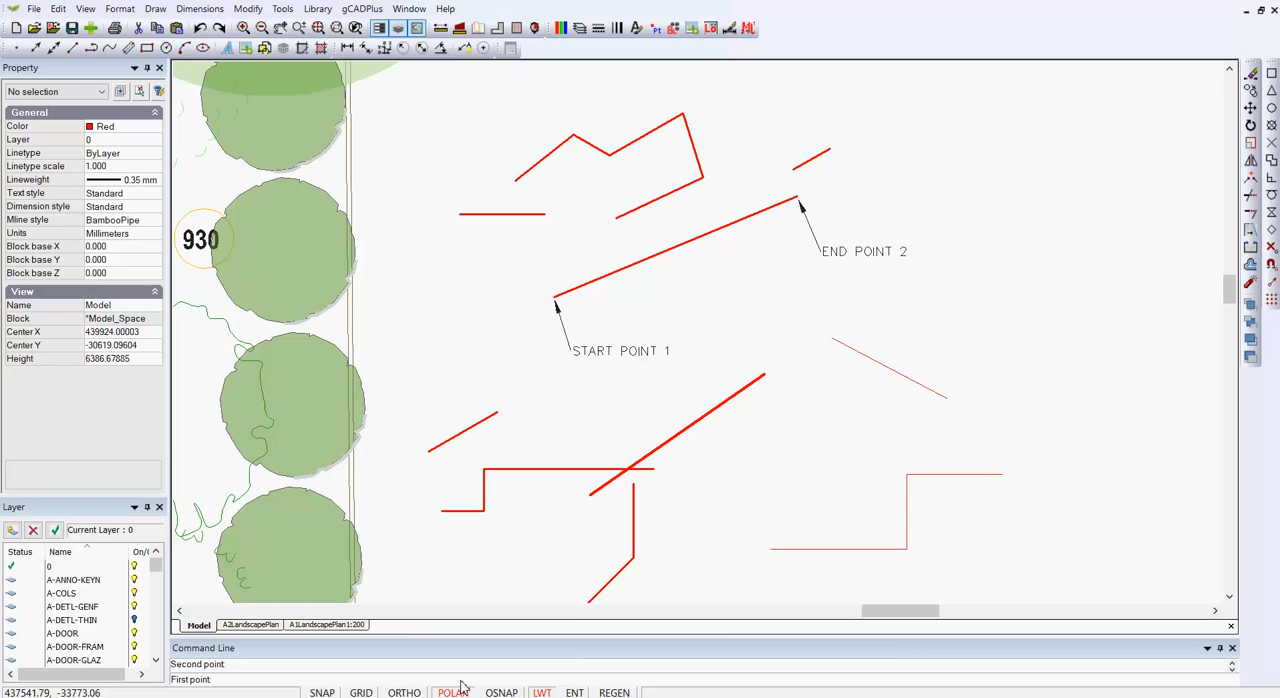 File Edit View Format Draw Dimensions Modify Tools Library gCADPlus Window Help
Property
No selection
General
Color Red
Layer 0
Linetype ByLayer
Linetype scale 1.000
Lineweight 0.35 mm
Text style Standard
Dimension style Standard
Mline style BambooPipe
Units Millimeters
Block base X 0.000
Block base Y 0.000
Block base Z 0.000
View
Name Model
Block *Model_Space
Center X 439924.00003
Center Y -30619.09604
Height 6386.67885
930
END POINT 2
START POINT 1
Layer
Current Layer : 0
Status Name On/(
0
A-ANNO-KEYN
A-COLS
A-DETL-GENF
A-DETL-THIN
A-DOOR
A-DOOR-FRAM
A-DOOR-GLAZ
Model A2LandscapePlan A1LandscapePlan1:200
Command Line
Second point
First point
437541.79, -33773.06 SNAP GRID ORTHO POLAR OSNAP LWT ENT REGEN